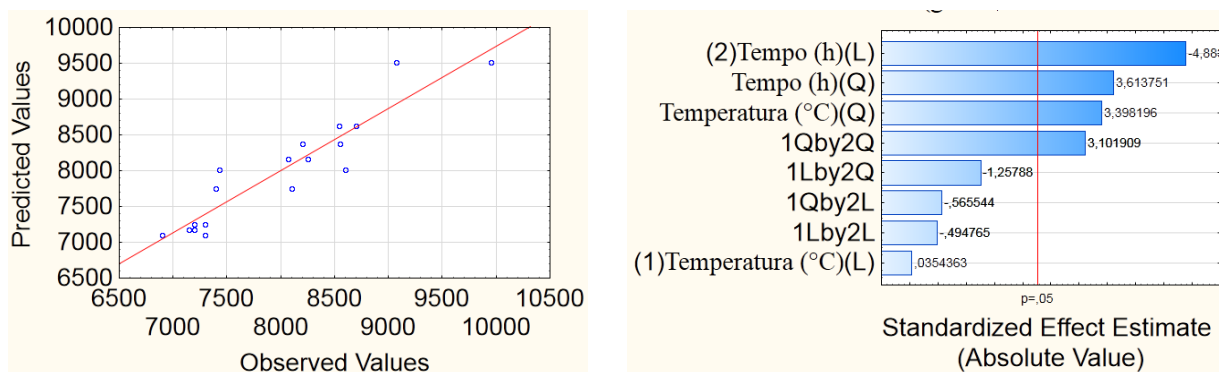 10000
9500
9000
8500
8000
7500
7000
6500
Predicted Values
6500 7500 8500 9500 10500
7000 8000 9000 10000
Observed Values
(2)Tempo (h)(L)
-4,888
Tempo (h)(Q)
3,613751
Temperatura (°C)(Q)
3,398196
1Qby2Q
3,101909
1Lby2Q
-1,25788
1Qby2L
-,565544
1Lby2L
-,494765
(1)Temperatura (°C)(L)
,0354363
p=,05
Standardized Effect Estimate
(Absolute Value)